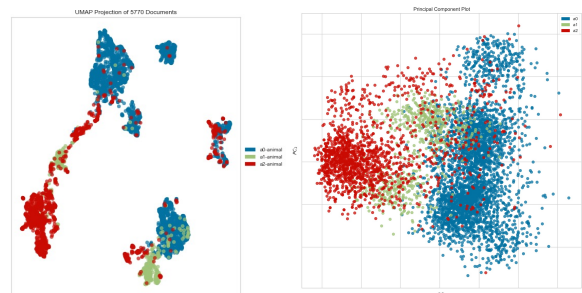 UMAP Projection of 5770 Documents
a0-animal
a1-animal
a2-animal
Principal Component Plot
a0
a1
a2